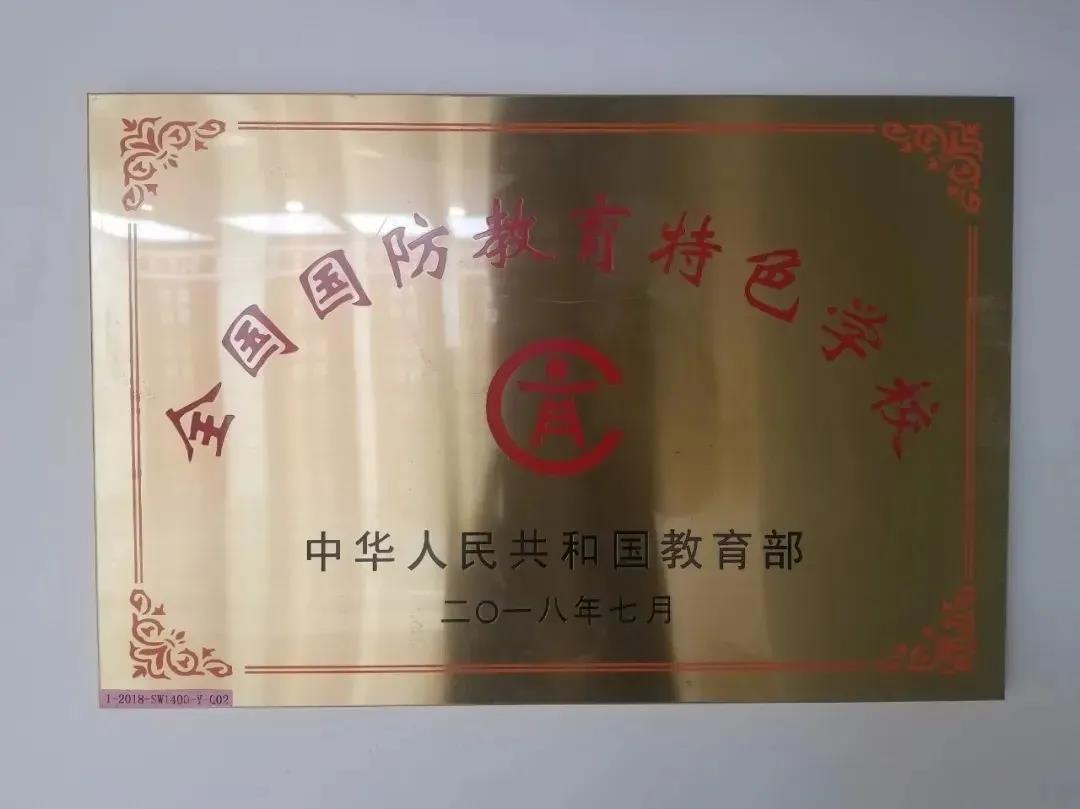 全国国防教育特色学校
中华人民共和国教育部
二〇一八年七月
I-2018-SW1400-Y-C02